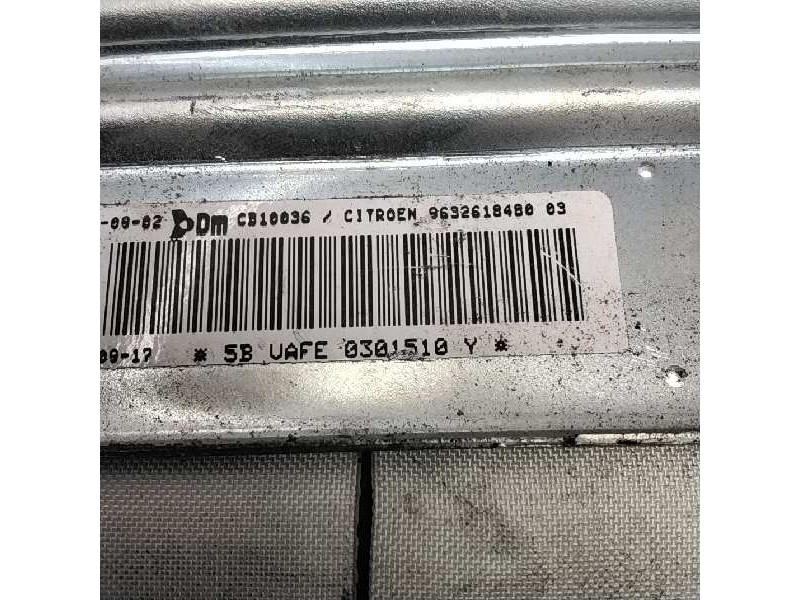 -09-02 Dm CB10036 / CITROEN 9632618480 03
09-17 * 5B VAFE 0301510 Y *